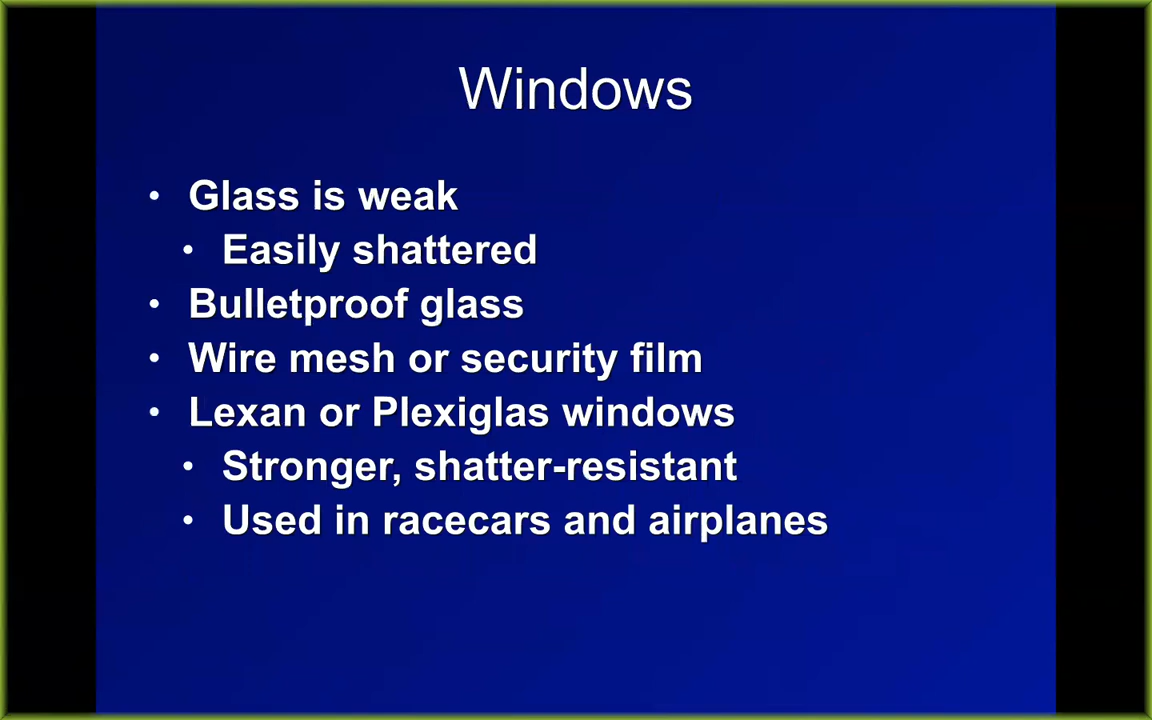 Windows
• Glass is weak
• Easily shattered
• Bulletproof glass
• Wire mesh or security film
• Lexan or Plexiglas windows
• Stronger, shatter-resistant
• Used in racecars and airplanes